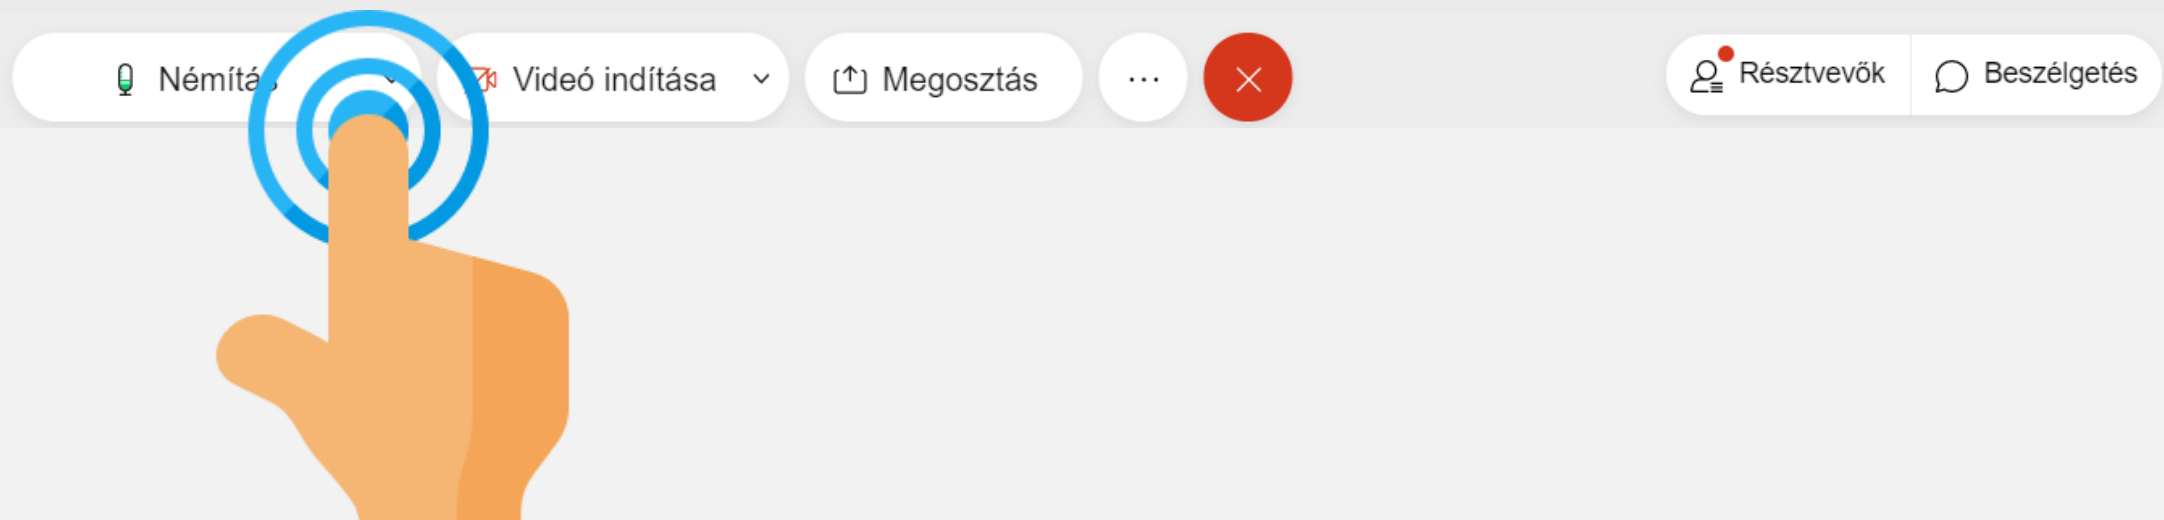 Némítás
Videó indítása
Megosztás
Résztvevők
Beszélgetés